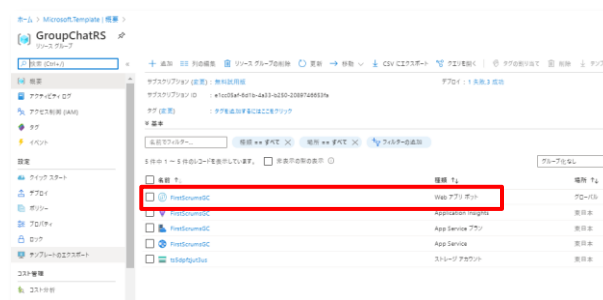 ホーム > Microsoft.Template | 概要 >
GroupChatRS
リソース グループ
検索 (Ctrl+/)
追加 列の編集 リソース グループの削除 更新 移動 CSV にエクスポート クエリを開く タグの割り当て 削除
概要
アクティビティ ログ
アクセス制御 (IAM)
タグ
イベント
設定
クイック スタート
デプロイ
ポリシー
プロパティ
ロック
テンプレートのエクスポート
コスト管理
コスト分析
サブスクリプション (変更) : 無料試用版
デプロイ : 1 失敗,3 成功
サブスクリプション ID
タグ (変更) : タグを追加するにはここをクリック
基本
名前でフィルター... 種類 == すべて 場所 == すべて フィルターの追加
5 件中 1 ~ 5 件のレコードを表示しています。 非表示の型の表示
グループ化なし
名前 ↑↓ 種類 ↑↓ 場所 ↑↓
FirstScrumsGC Web アプリ ボット グローバル
FirstScrumsGC Application Insights 東日本
FirstScrumsGC App Service プラン 東日本
FirstScrumsGC App Service 東日本
ストレージ アカウント 東日本